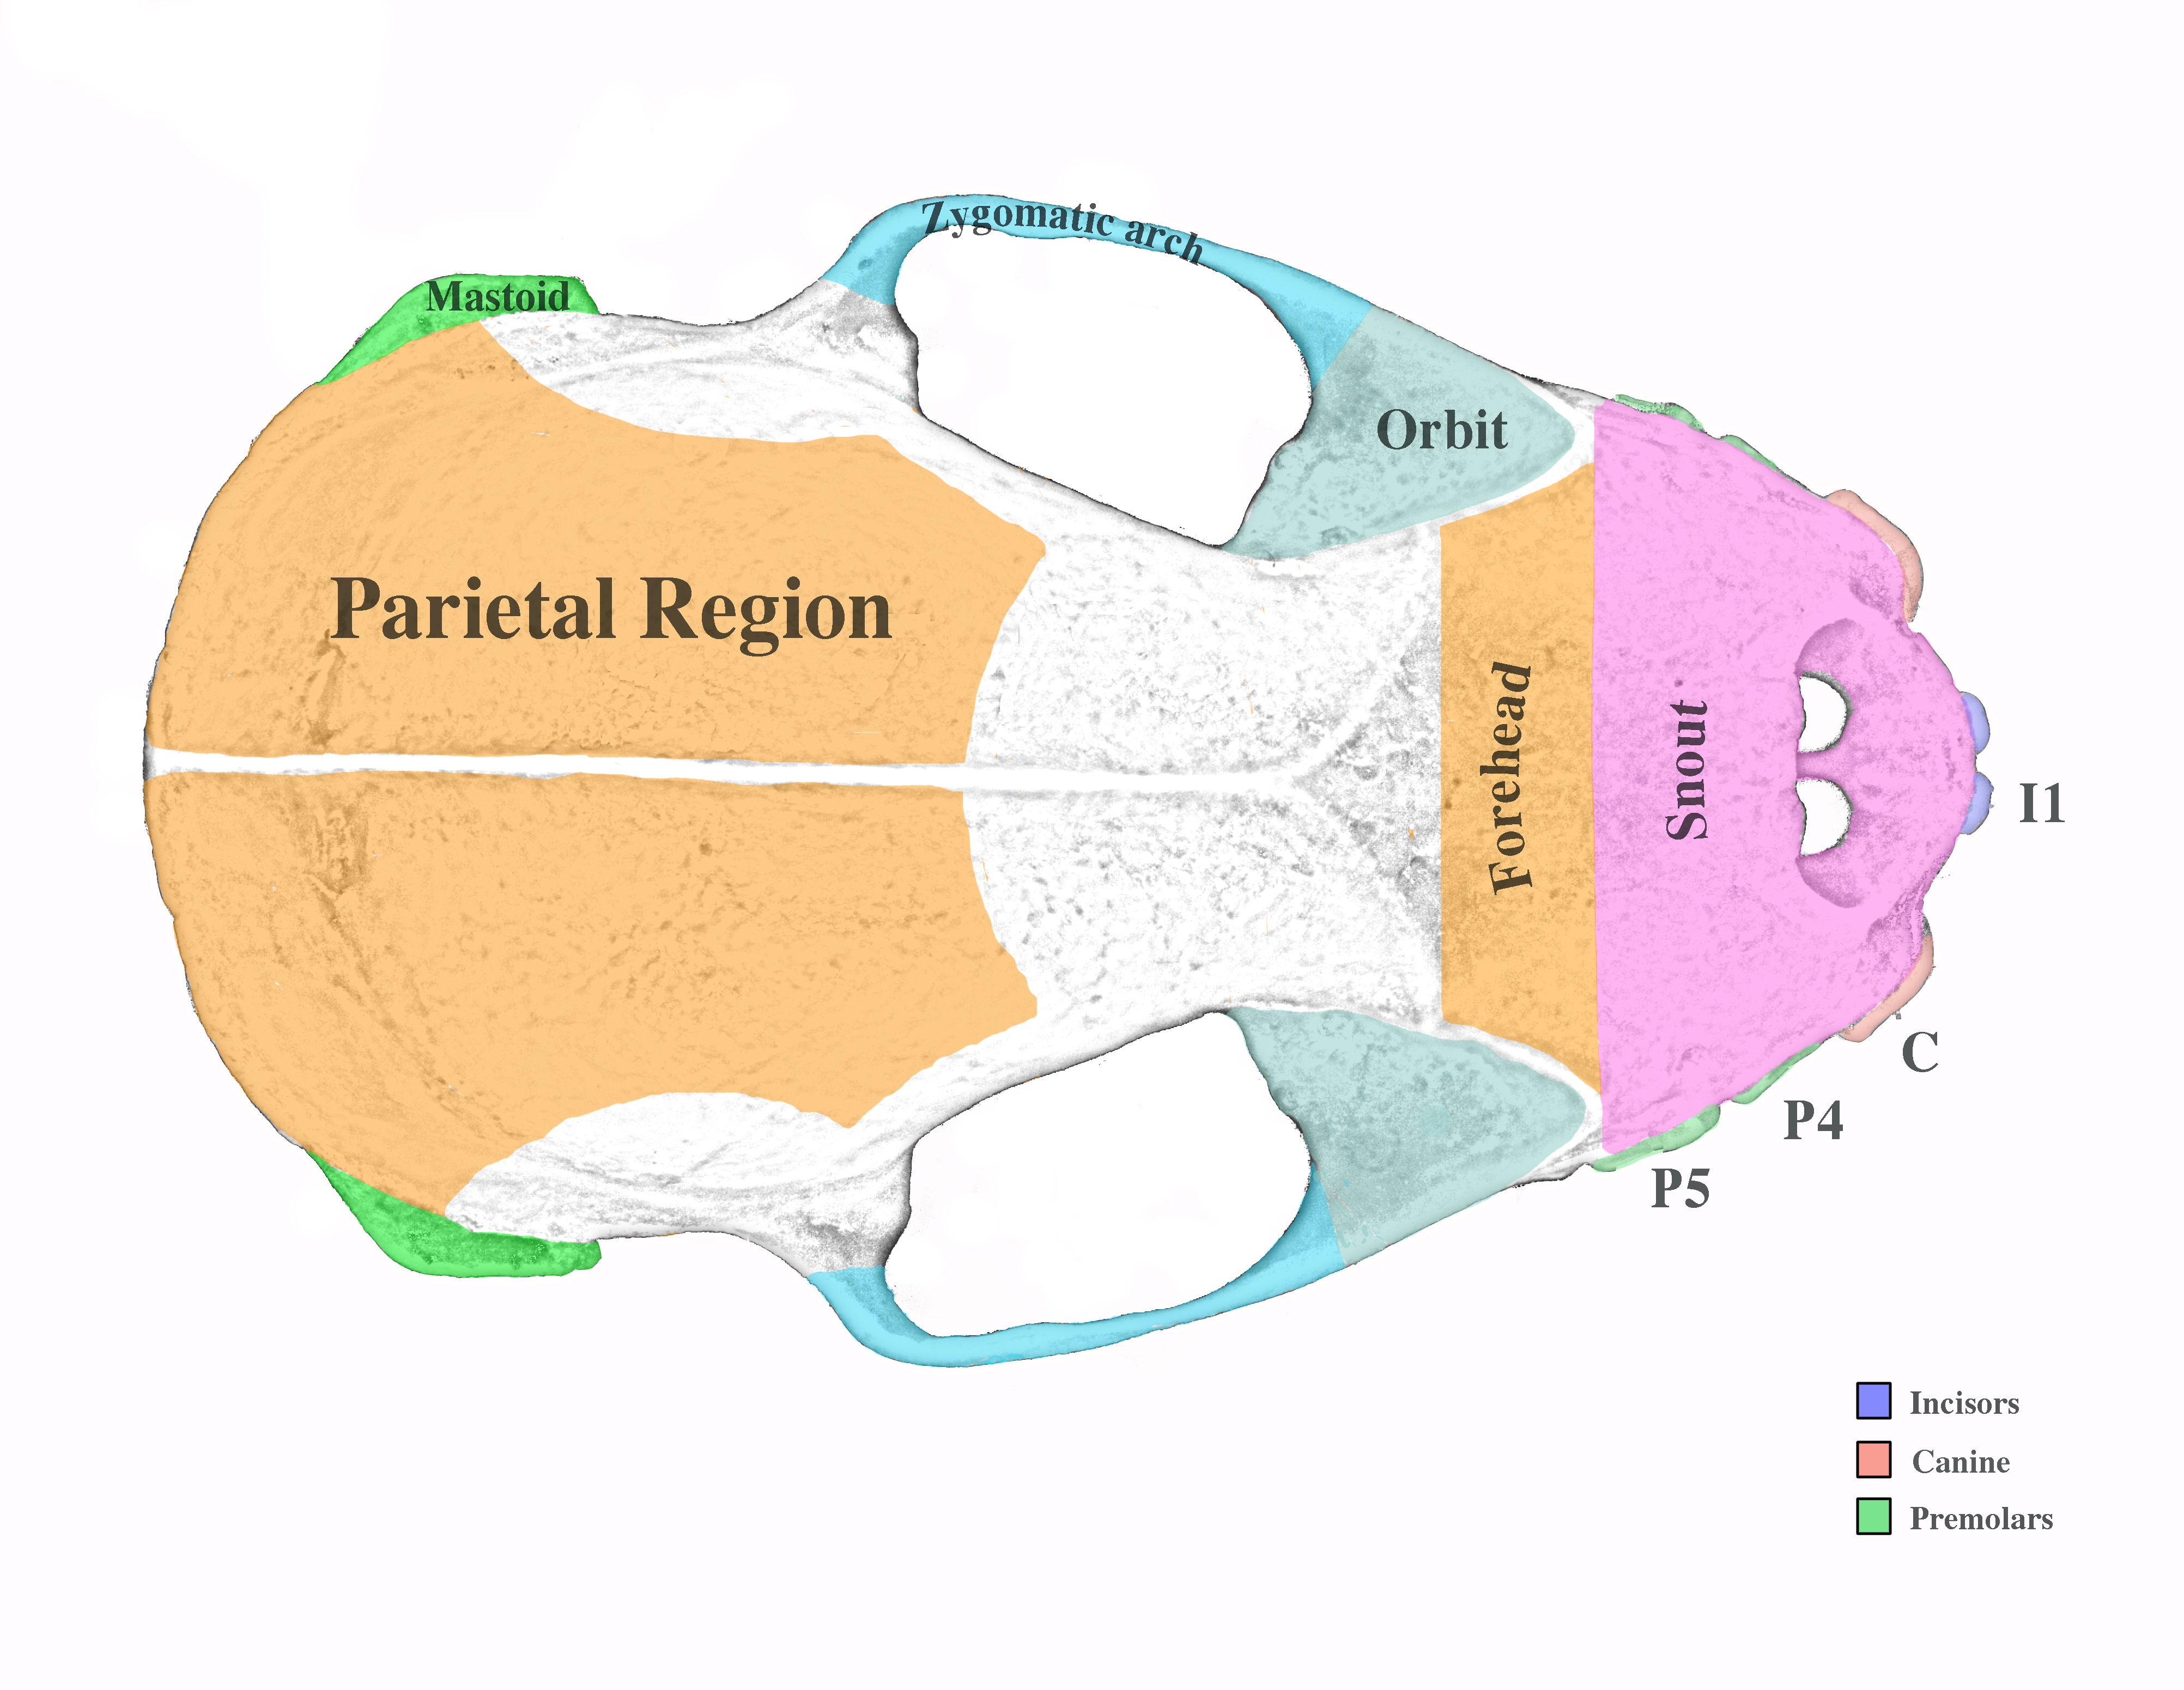 Zygomatic arch
Mastoid
Orbit
Parietal Region
Forehead
Snout
I1
C
P4
P5
Incisors
Canine
Premolars